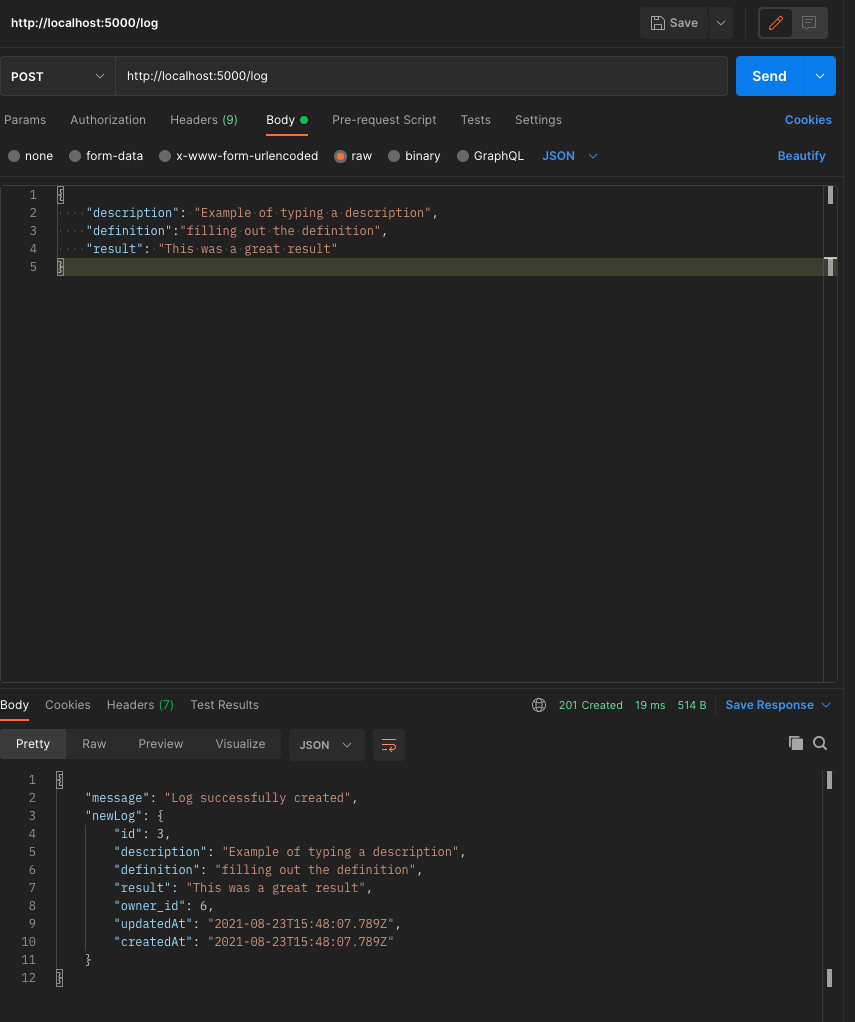 http://localhost:5000/log Save
POST http://localhost:5000/log Send
Params Authorization Headers (9) Body Pre-request Script Tests Settings Cookies
none form-data x-www-form-urlencoded raw binary GraphQL JSON Beautify
1 {
2 "description": "Example of typing a description",
3 "definition":"filling out the definition",
4 "result": "This was a great result"
5 }
Body Cookies Headers (7) Test Results 201 Created 19 ms 514 B Save Response
Pretty Raw Preview Visualize JSON
1 {
2 "message": "Log successfully created",
3 "newLog": {
4 "id": 3,
5 "description": "Example of typing a description",
6 "definition": "filling out the definition",
7 "result": "This was a great result",
8 "owner_id": 6,
9 "updatedAt": "2021-08-23T15:48:07.789Z",
10 "createdAt": "2021-08-23T15:48:07.789Z"
11 }
12 }